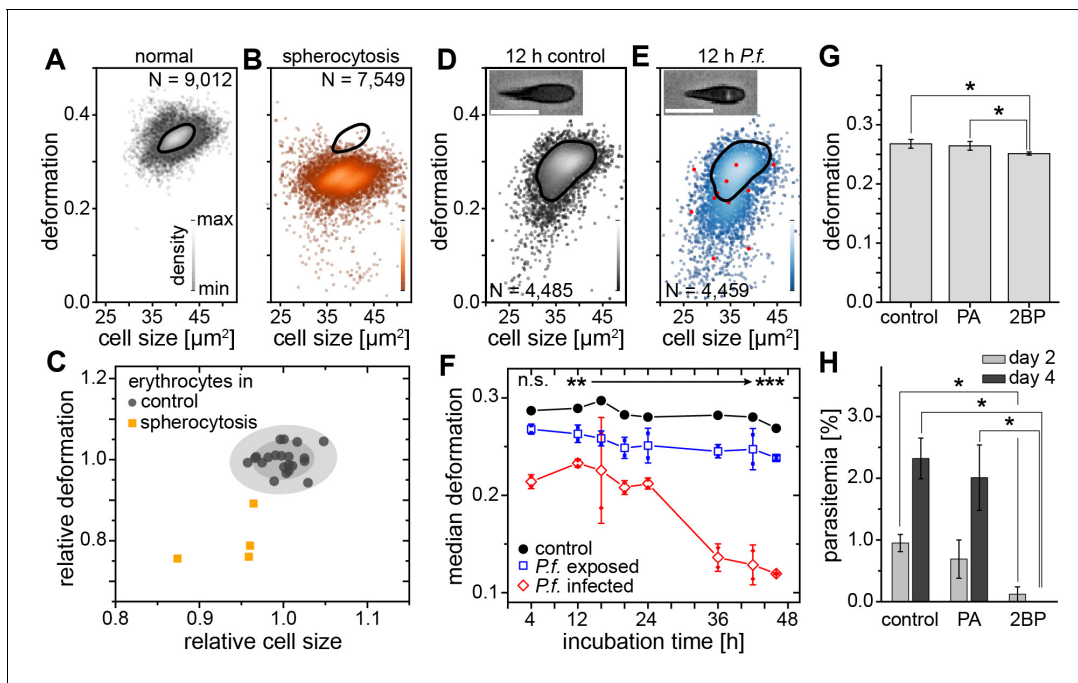 A
normal
N = 9,012
deformation
0.4
0.2
0.0
max
density
min
25 35 45
cell size [µm²]
B
spherocytosis
N = 7,549
25 35 45
cell size [µm²]
D
12 h control
deformation
0.4
0.2
0.0
N = 4,485
25 35 45
cell size [µm²]
E
12 h P.f.
N = 4,459
25 35 45
cell size [µm²]
G
*
*
deformation
0.3
0.2
0.1
0.0
control PA 2BP
C
erythrocytes in
control
spherocytosis
relative deformation
1.2
1.0
0.8
0.8 0.9 1.0 1.1
relative cell size
F
n.s. ** ***
median deformation
0.3
0.2
0.1
control
P.f. exposed
P.f. infected
4 12 24 36 48
incubation time [h]
H
day 2
day 4
*
*
*
parasitemia [%]
3.0
2.0
1.0
0.0
control PA 2BP